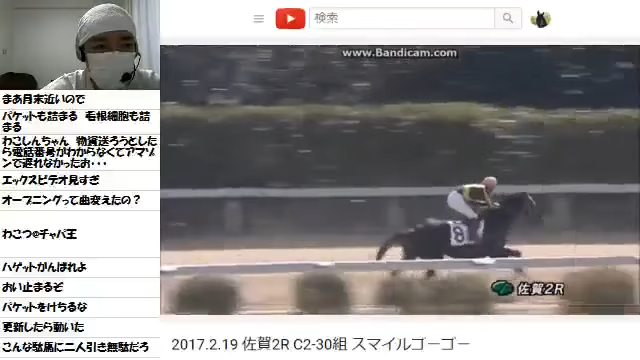 検索
www.Bandicam.com
まあ月末近いので
パケットも詰まる 毛根細胞も詰
まる
わこしんちゃん 物資送ろうとした
ら電話番号がわからなくてアマゾ
ンで送れなかったお・・・
エックスビデオ見すぎ
オープニングって曲変えたの?
わこつ@チャバ王
ハゲットがんばれよ
おい止まるぞ
パケットをけちるな
更新したら動いた
こんな駄馬に二人引き無駄だろ
8
佐賀2R
2017.2.19 佐賀2R C2-30組 スマイルゴーゴー